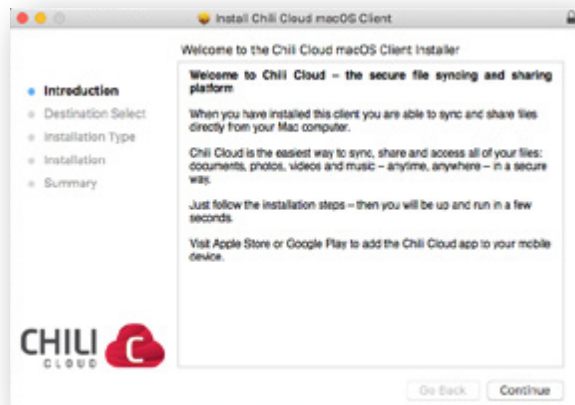 Install Chili Cloud macOS Client
Welcome to the Chili Cloud macOS Client Installer
Introduction
Destination Select
Installation Type
Installation
Summary
Welcome to Chili Cloud – the secure file syncing and sharing
platform
When you have installed this client you are able to sync and share files
directly from your Mac computer.
Chili Cloud is the easiest way to sync, share and access all of your files:
documents, photos, videos and music – anytime, anywhere – in a secure
way.
Just follow the installation steps – then you will be up and run in a few
seconds.
Visit Apple Store or Google Play to add the Chili Cloud app to your mobile
device.
CHILI
CLOUD
C
Go Back
Continue